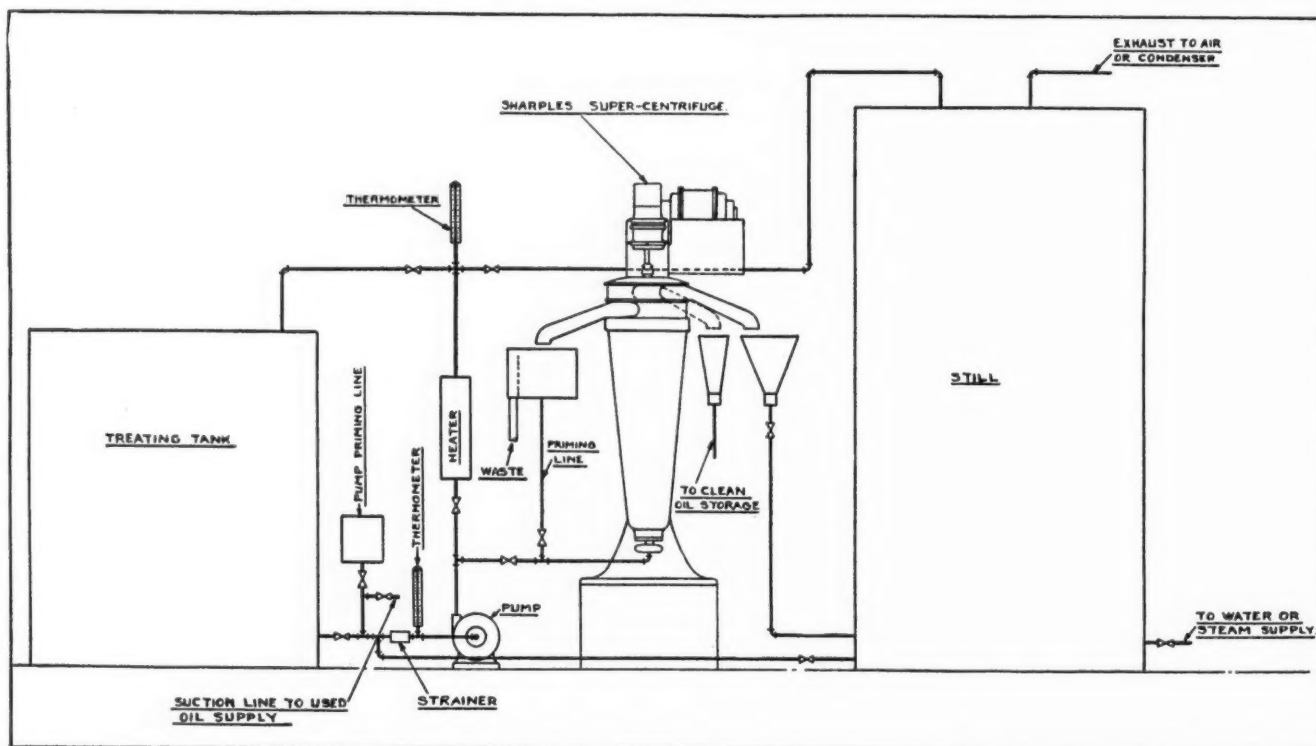 EXHAUST TO AIR
OR CONDENSER
SHARPLES SUPER-CENTRIFUGE.
THERMOMETER
STILL
TREATING TANK
PUMP PRIMING LINE
THERMOMETER
HEATER
WASTE
PRIMING
LINE
TO CLEAN
OIL STORAGE
PUMP
TO WATER OR
STEAM SUPPLY
SUCTION LINE TO USED
OIL SUPPLY
STRAINER